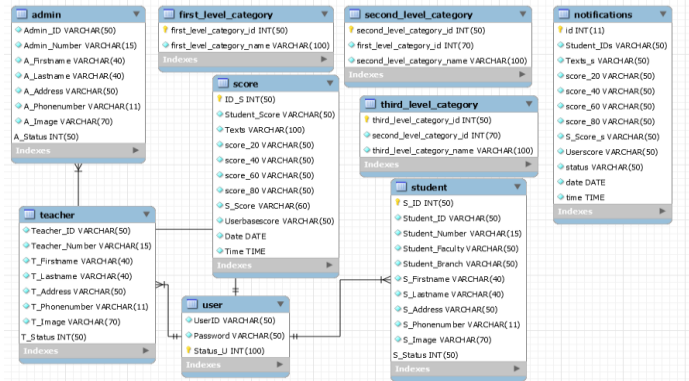 admin
Admin_ID VARCHAR(50)
Admin_Number VARCHAR(15)
A_Firstname VARCHAR(40)
A_Lastname VARCHAR(40)
A_Address VARCHAR(50)
A_Phonenumber VARCHAR(11)
A_Image VARCHAR(70)
A_Status INT(50)
Indexes
first_level_category
first_level_category_id INT(50)
first_level_category_name VARCHAR(100)
Indexes
second_level_category
second_level_category_id INT(50)
first_level_category_id INT(70)
second_level_category_name VARCHAR(100)
Indexes
notifications
id INT(11)
Student_IDs VARCHAR(50)
Texts_s VARCHAR(50)
score_20 VARCHAR(50)
score_40 VARCHAR(50)
score_60 VARCHAR(50)
score_80 VARCHAR(50)
S_Score_s VARCHAR(50)
Userscore VARCHAR(50)
status VARCHAR(50)
date DATE
time TIME
Indexes
score
ID_S INT(50)
Student_Score VARCHAR(50)
Texts VARCHAR(100)
score_20 VARCHAR(50)
score_40 VARCHAR(50)
score_60 VARCHAR(50)
score_80 VARCHAR(50)
S_Score VARCHAR(60)
Userbasescore VARCHAR(50)
Date DATE
Time TIME
Indexes
third_level_category
third_level_category_id INT(50)
second_level_category_id INT(70)
third_level_category_name VARCHAR(100)
Indexes
teacher
Teacher_ID VARCHAR(50)
Teacher_Number VARCHAR(15)
T_Firstname VARCHAR(40)
T_Lastname VARCHAR(40)
T_Address VARCHAR(50)
T_Phonenumber VARCHAR(11)
T_Image VARCHAR(70)
T_Status INT(50)
Indexes
user
UserID VARCHAR(50)
Password VARCHAR(50)
Status_U INT(100)
Indexes
student
S_ID INT(50)
Student_ID VARCHAR(50)
Student_Number VARCHAR(15)
Student_Faculty VARCHAR(50)
Student_Branch VARCHAR(50)
S_Firstname VARCHAR(40)
S_Lastname VARCHAR(40)
S_Address VARCHAR(50)
S_Phonenumber VARCHAR(11)
S_Image VARCHAR(70)
S_Status INT(50)
Indexes